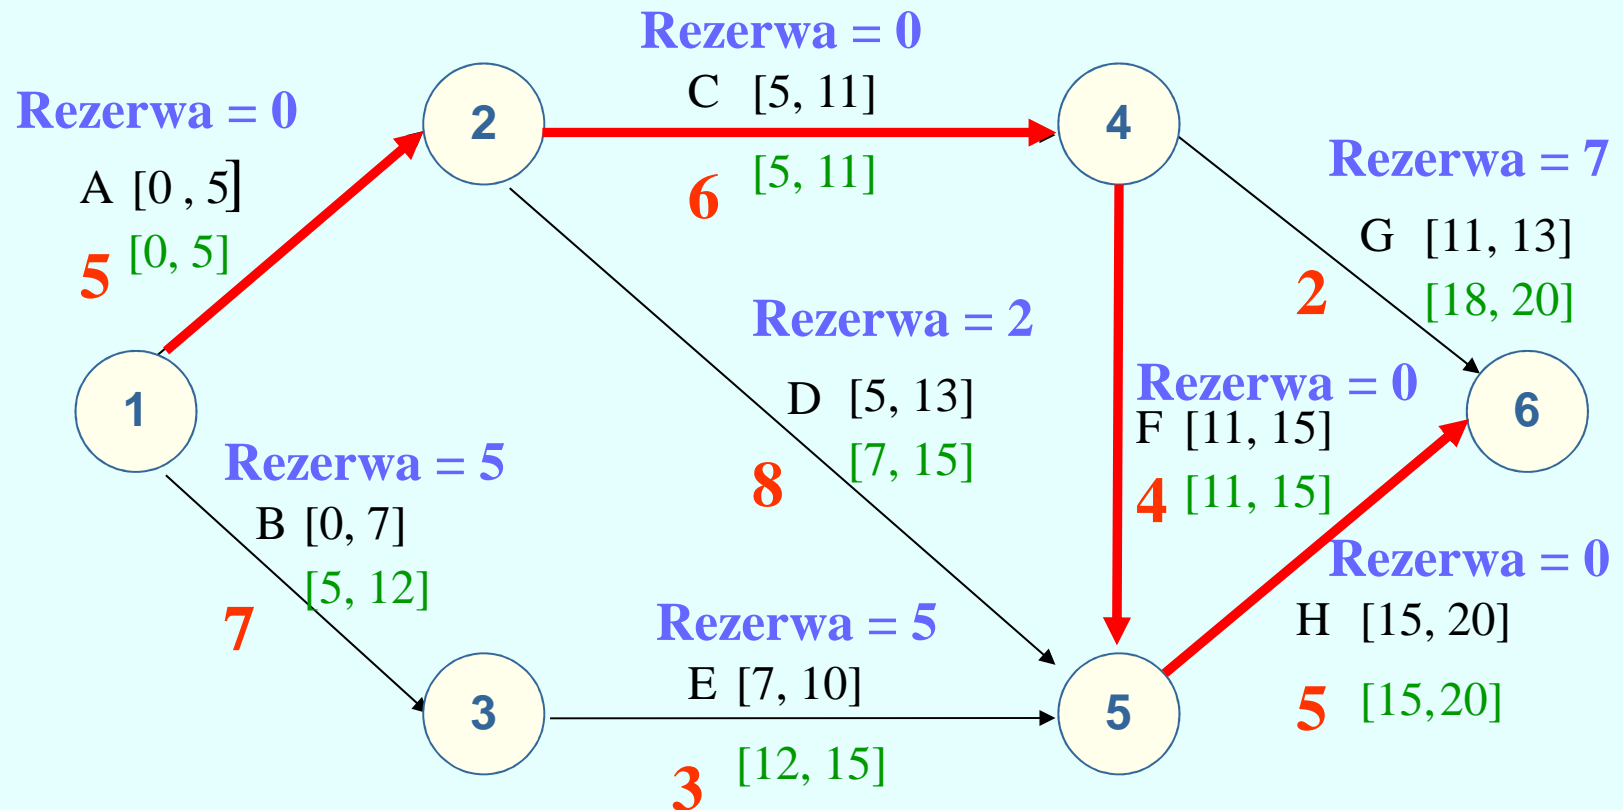 Rezerwa = 0
C [5, 11]
[5, 11]
6
Rezerwa = 0
A [0 , 5]
[0, 5]
5
2
4
Rezerwa = 7
G [11, 13]
[18, 20]
2
Rezerwa = 2
D [5, 13]
[7, 15]
8
Rezerwa = 0
F [11, 15]
[11, 15]
4
1
6
Rezerwa = 5
B [0, 7]
[5, 12]
7
Rezerwa = 0
H [15, 20]
[15,20]
5
Rezerwa = 5
E [7, 10]
[12, 15]
3
3
5